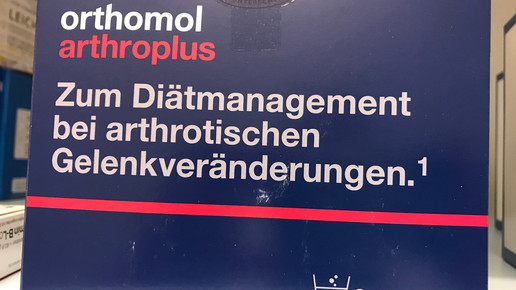 orthomol
arthroplus
Zum Diätmanagement
bei arthrotischen
Gelenkveränderungen.¹